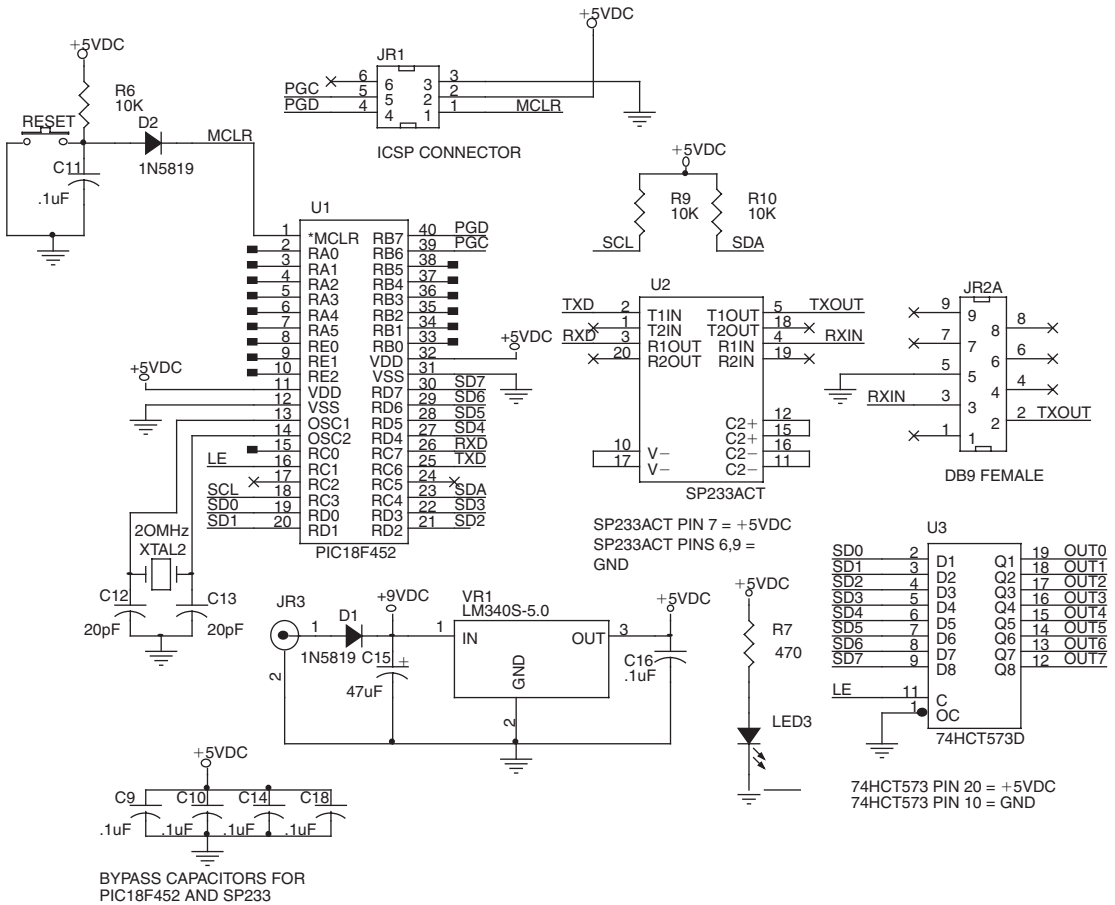 +5VDC
R6
10K
RESET
D2
MCLR
1N5819
C11
.1uF
JR1
PGC
PGD
6
5
4
6
5
4
3
2
1
3
2
1
MCLR
ICSP CONNECTOR
+5VDC
+5VDC
R9
10K
R10
10K
SCL
SDA
U1
1 *MCLR RB7 40 PGD
2 RA0 RB6 39 PGC
3 RA1 RB5 38
4 RA2 RB4 37
5 RA3 RB3 36
6 RA4 RB2 35
7 RA5 RB1 34
8 RE0 RB0 33
9 RE1 VDD 32 +5VDC
10 RE2 VSS 31
+5VDC 11 VDD RD7 30 SD7
12 VSS RD6 29 SD6
13 OSC1 RD5 28 SD5
14 OSC2 RD4 27 SD4
15 RC0 RC7 26 RXD
LE 16 RC1 RC6 25 TXD
17 RC2 RC5 24
SCL 18 RC3 RC4 23 SDA
SD0 19 RD0 RD3 22 SD3
SD1 20 RD1 RD2 21 SD2
PIC18F452
2OMHz
XTAL2
C12
20pF
C13
20pF
U2
TXD 2 T1IN T1OUT 5 TXOUT
1 T2IN T2OUT 18
RXD 3 R1OUT R1IN 4 RXIN
20 R2OUT R2IN 19
C2+ 12
C2+ 15
10 V− C2− 16
17 V− C2− 11
SP233ACT
SP233ACT PIN 7 = +5VDC
SP233ACT PINS 6,9 =
GND
JR2A
9 9
8 8
7 7
6 6
5 5
4 4
RXIN 3 3
2 2 TXOUT
1 1
DB9 FEMALE
U3
SD0 2 D1 Q1 19 OUT0
SD1 3 D2 Q2 18 OUT1
SD2 4 D3 Q3 17 OUT2
SD3 5 D4 Q4 16 OUT3
SD4 6 D5 Q5 15 OUT4
SD5 7 D6 Q6 14 OUT5
SD6 8 D7 Q7 13 OUT6
SD7 9 D8 Q8 12 OUT7
LE 11 C
1 OC
74HCT573D
74HCT573 PIN 20 = +5VDC
74HCT573 PIN 10 = GND
JR3
1
2
D1
1N5819
+9VDC
C15
+
47uF
VR1
LM340S-5.0
1 IN OUT 3
GND
2
+5VDC
C16
.1uF
+5VDC
R7
470
LED3
+5VDC
C9 C10 C14 C18
.1uF .1uF .1uF .1uF
BYPASS CAPACITORS FOR
PIC18F452 AND SP233